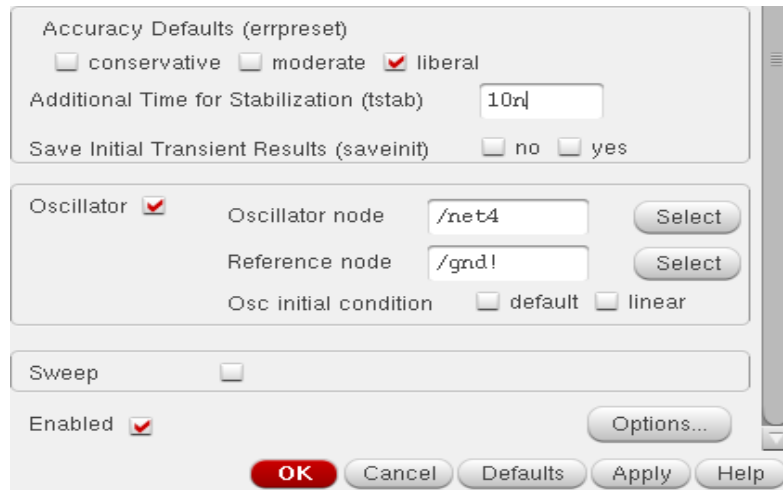 Accuracy Defaults (errpreset)
conservative moderate liberal
Additional Time for Stabilization (tstab) 10n
Save Initial Transient Results (saveinit) no yes
Oscillator Oscillator node /net4 Select
Reference node /gnd! Select
Osc initial condition default linear
Sweep
Enabled Options...
OK Cancel Defaults Apply Help